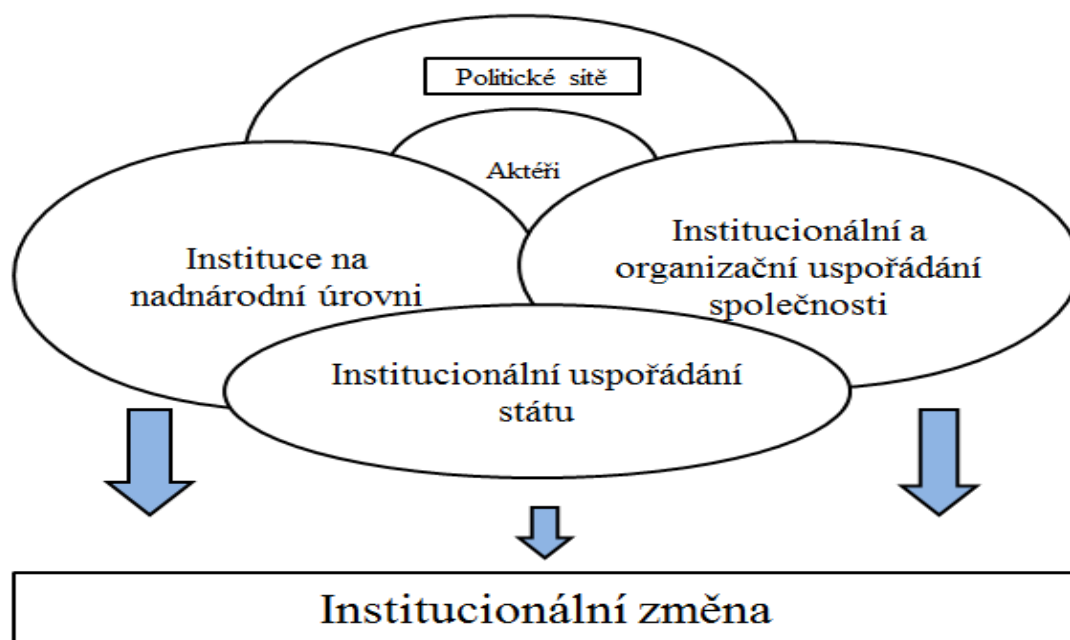 Politické sítě
Aktéři
Instituce na
nadnárodní úrovni
Institucionální a
organizační uspořádání
společnosti
Institucionální uspořádání
státu
Institucionální změna